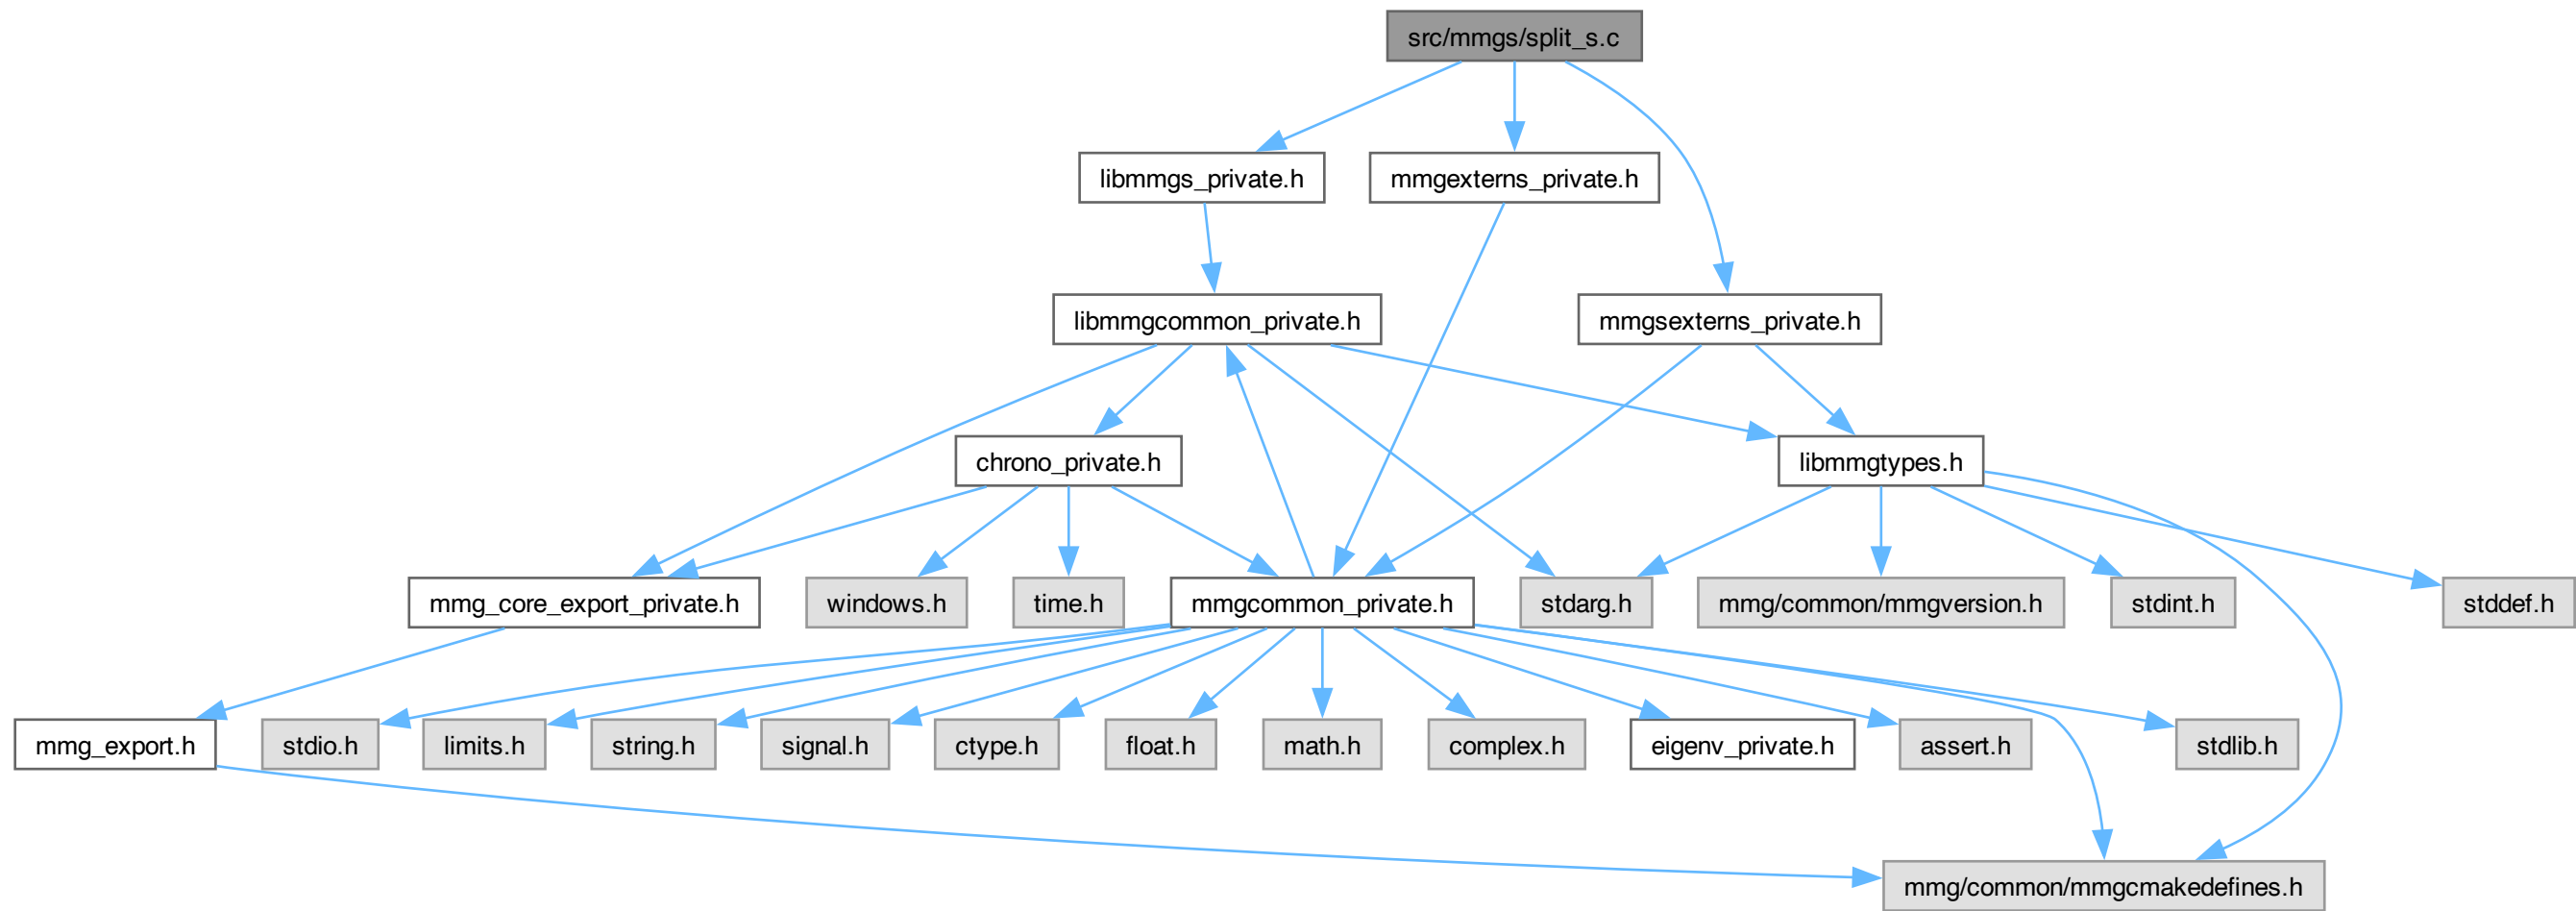 src/mmgs/split_s.c
libmmgs_private.h
mmgexterns_private.h
libmmgcommon_private.h
mmgsexterns_private.h
chrono_private.h
libmmgtypes.h
mmg_core_export_private.h
windows.h
time.h
mmgcommon_private.h
stdarg.h
mmg/common/mmgversion.h
stdint.h
stddef.h
mmg_export.h
stdio.h
limits.h
string.h
signal.h
ctype.h
float.h
math.h
complex.h
eigenv_private.h
assert.h
stdlib.h
mmg/common/mmgcmakedefines.h